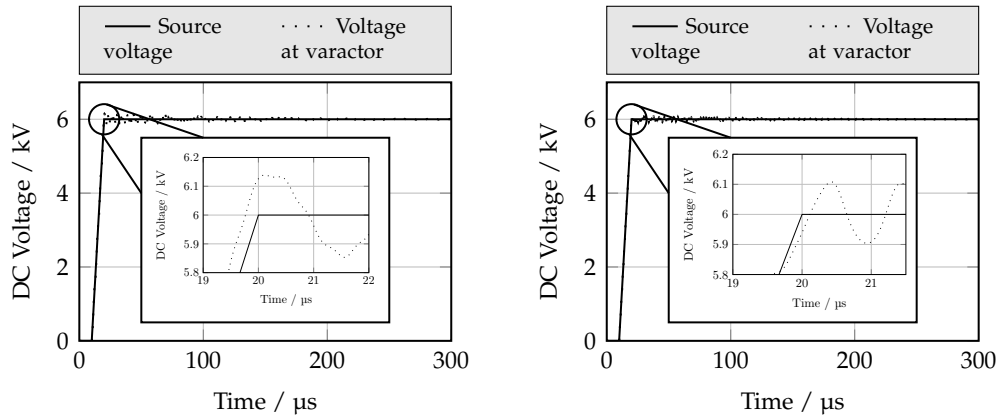 Source voltage
Voltage at varactor
DC Voltage / kV
6
4
2
0
0 100 200 300
Time / µs
DC Voltage / kV
6.2
6.1
6
5.9
5.8
19 20 21 22
Time / µs
Source voltage
Voltage at varactor
DC Voltage / kV
6
4
2
0
0 100 200 300
Time / µs
DC Voltage / kV
6.2
6.1
6
5.9
5.8
19 20 21
Time / µs